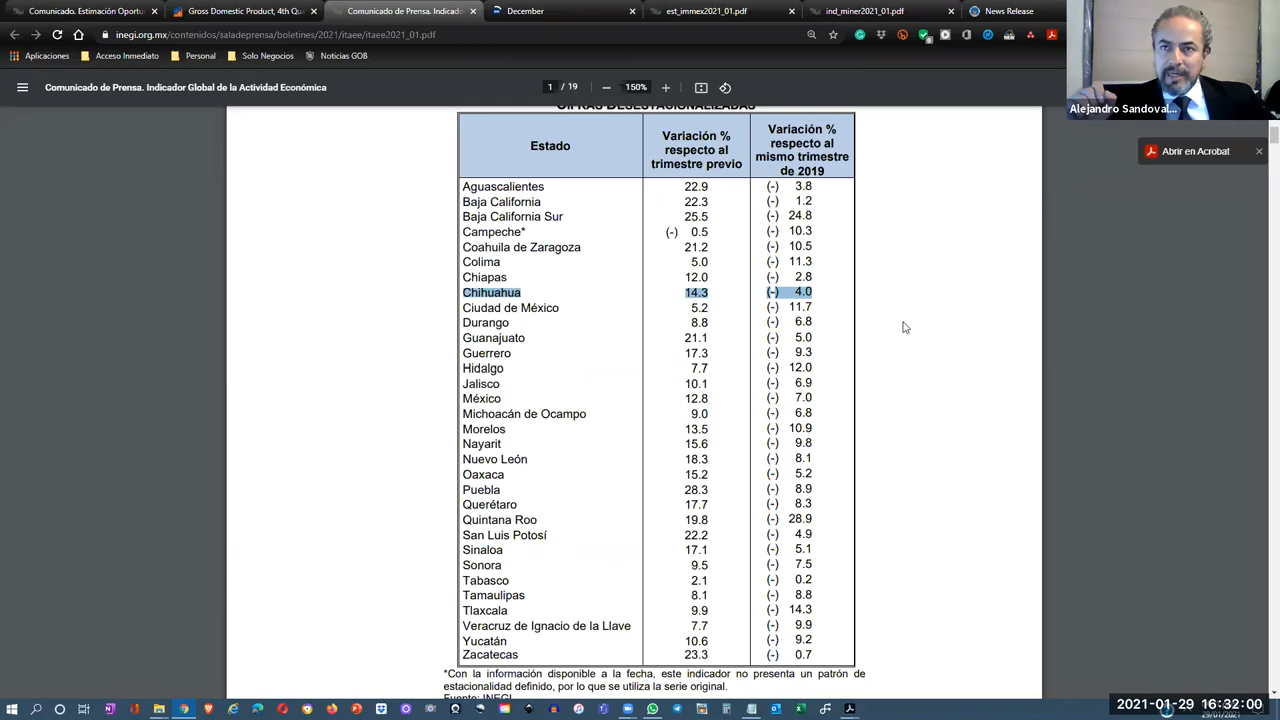 Comunicado. Estimación Oportu
Gross Domestic Product, 4th Qua
Comunicado de Prensa. Indicado
December
est_immex2021_01.pdf
ind_miner2021_01.pdf
News Release
inegi.org.mx/contenidos/saladeprensa/boletines/2021/itaee/itaee2021_01.pdf
Aplicaciones
Acceso Inmediato
Personal
Solo Negocios
Noticias GOB
Comunicado de Prensa. Indicador Global de la Actividad Económica
1 / 19
150%
Alejandro Sandoval...
Abrir en Acrobat
CIFRAS DESESTACIONALIZADAS
Estado
Variación %
respecto al
trimestre previo
Variación %
respecto al
mismo trimestre
de 2019
Aguascalientes 22.9 (-) 3.8
Baja California 22.3 (-) 1.2
Baja California Sur 25.5 (-) 24.8
Campeche* (-) 0.5 (-) 10.3
Coahuila de Zaragoza 21.2 (-) 10.5
Colima 5.0 (-) 11.3
Chiapas 12.0 (-) 2.8
Chihuahua 14.3 (-) 4.0
Ciudad de México 5.2 (-) 11.7
Durango 8.8 (-) 6.8
Guanajuato 21.1 (-) 5.0
Guerrero 17.3 (-) 9.3
Hidalgo 7.7 (-) 12.0
Jalisco 10.1 (-) 6.9
México 12.8 (-) 7.0
Michoacán de Ocampo 9.0 (-) 6.8
Morelos 13.5 (-) 10.9
Nayarit 15.6 (-) 9.8
Nuevo León 18.3 (-) 8.1
Oaxaca 15.2 (-) 5.2
Puebla 28.3 (-) 8.9
Querétaro 17.7 (-) 8.3
Quintana Roo 19.8 (-) 28.9
San Luis Potosí 22.2 (-) 4.9
Sinaloa 17.1 (-) 5.1
Sonora 9.5 (-) 7.5
Tabasco 2.1 (-) 0.2
Tamaulipas 8.1 (-) 8.8
Tlaxcala 9.9 (-) 14.3
Veracruz de Ignacio de la Llave 7.7 (-) 9.9
Yucatán 10.6 (-) 9.2
Zacatecas 23.3 (-) 0.7
*Con la información disponible a la fecha, este indicador no presenta un patrón de
estacionalidad definido, por lo que se utiliza la serie original.
Fuente: INEGI
2021-01-29 16:32:00
29/01/2021